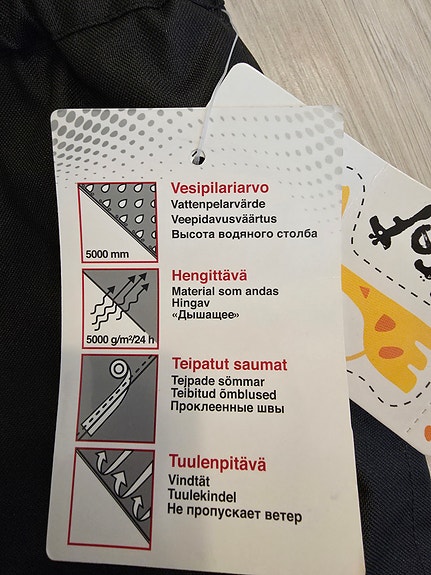 5000 mm
Vesipilariarvo
Vattenpelarvärde
Veepidavusväärtus
Высота водяного столба
5000 g/m²/24 h
Hengittävä
Material som andas
Hingav
«Дышащее»
Teipatut saumat
Tejpade sömmar
Teibitud õmblused
Проклеенные швы
Tuulenpitävä
Vindtät
Tuulekindel
Не пропускает ветер